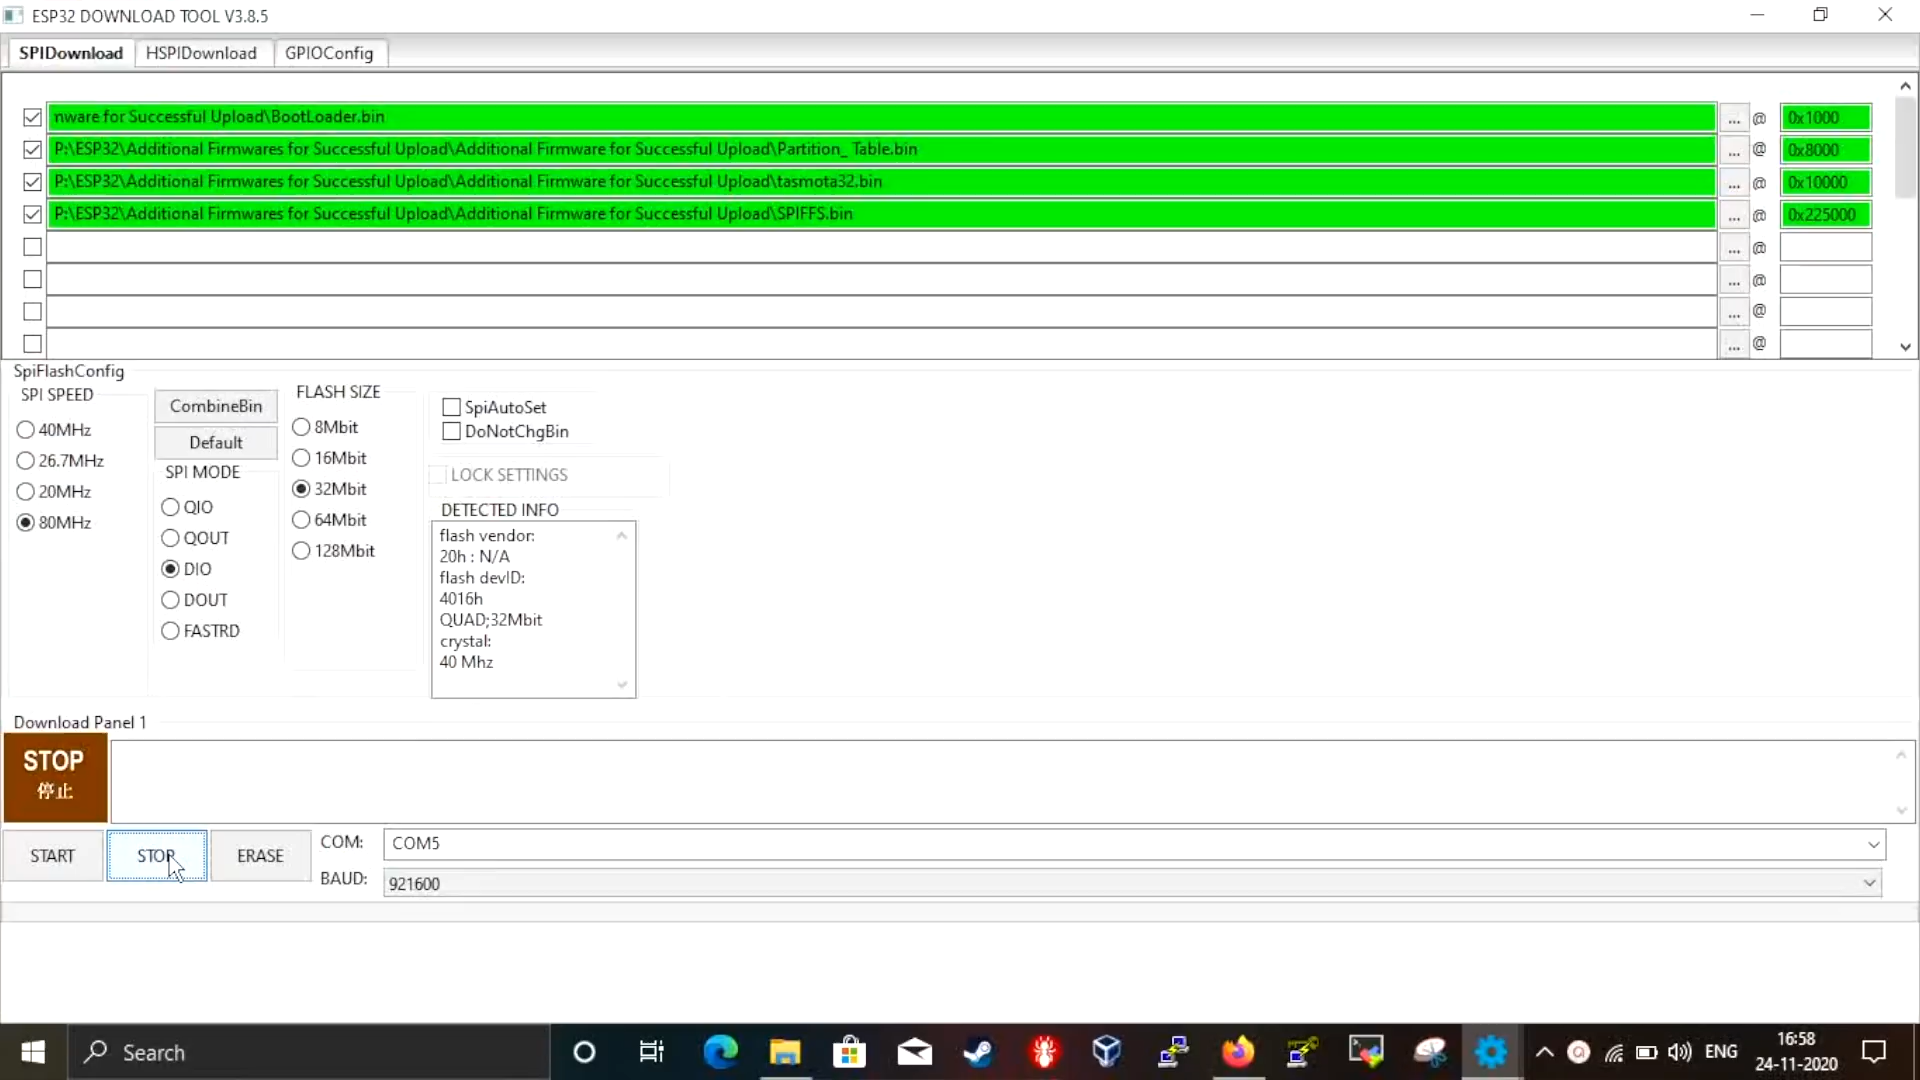 ESP32 DOWNLOAD TOOL V3.8.5
SPIDownload HSPIDownload GPIOConfig
nware for Successful Upload\BootLoader.bin ... @ 0x1000
P:\ESP32\Additional Firmwares for Successful Upload\Additional Firmware for Successful Upload\Partition_ Table.bin ... @ 0x8000
P:\ESP32\Additional Firmwares for Successful Upload\Additional Firmware for Successful Upload\tasmota32.bin ... @ 0x10000
P:\ESP32\Additional Firmwares for Successful Upload\Additional Firmware for Successful Upload\SPIFFS.bin ... @ 0x225000
... @
... @
... @
... @
SpiFlashConfig
SPI SPEED
40MHz
26.7MHz
20MHz
80MHz
CombineBin
Default
SPI MODE
QIO
QOUT
DIO
DOUT
FASTRD
FLASH SIZE
8Mbit
16Mbit
32Mbit
64Mbit
128Mbit
SpiAutoSet
DoNotChgBin
LOCK SETTINGS
DETECTED INFO
flash vendor:
20h : N/A
flash devID:
4016h
QUAD;32Mbit
crystal:
40 Mhz
Download Panel 1
STOP
停止
START STOP ERASE
COM: COM5
BAUD: 921600
Search
ENG
16:58
24-11-2020